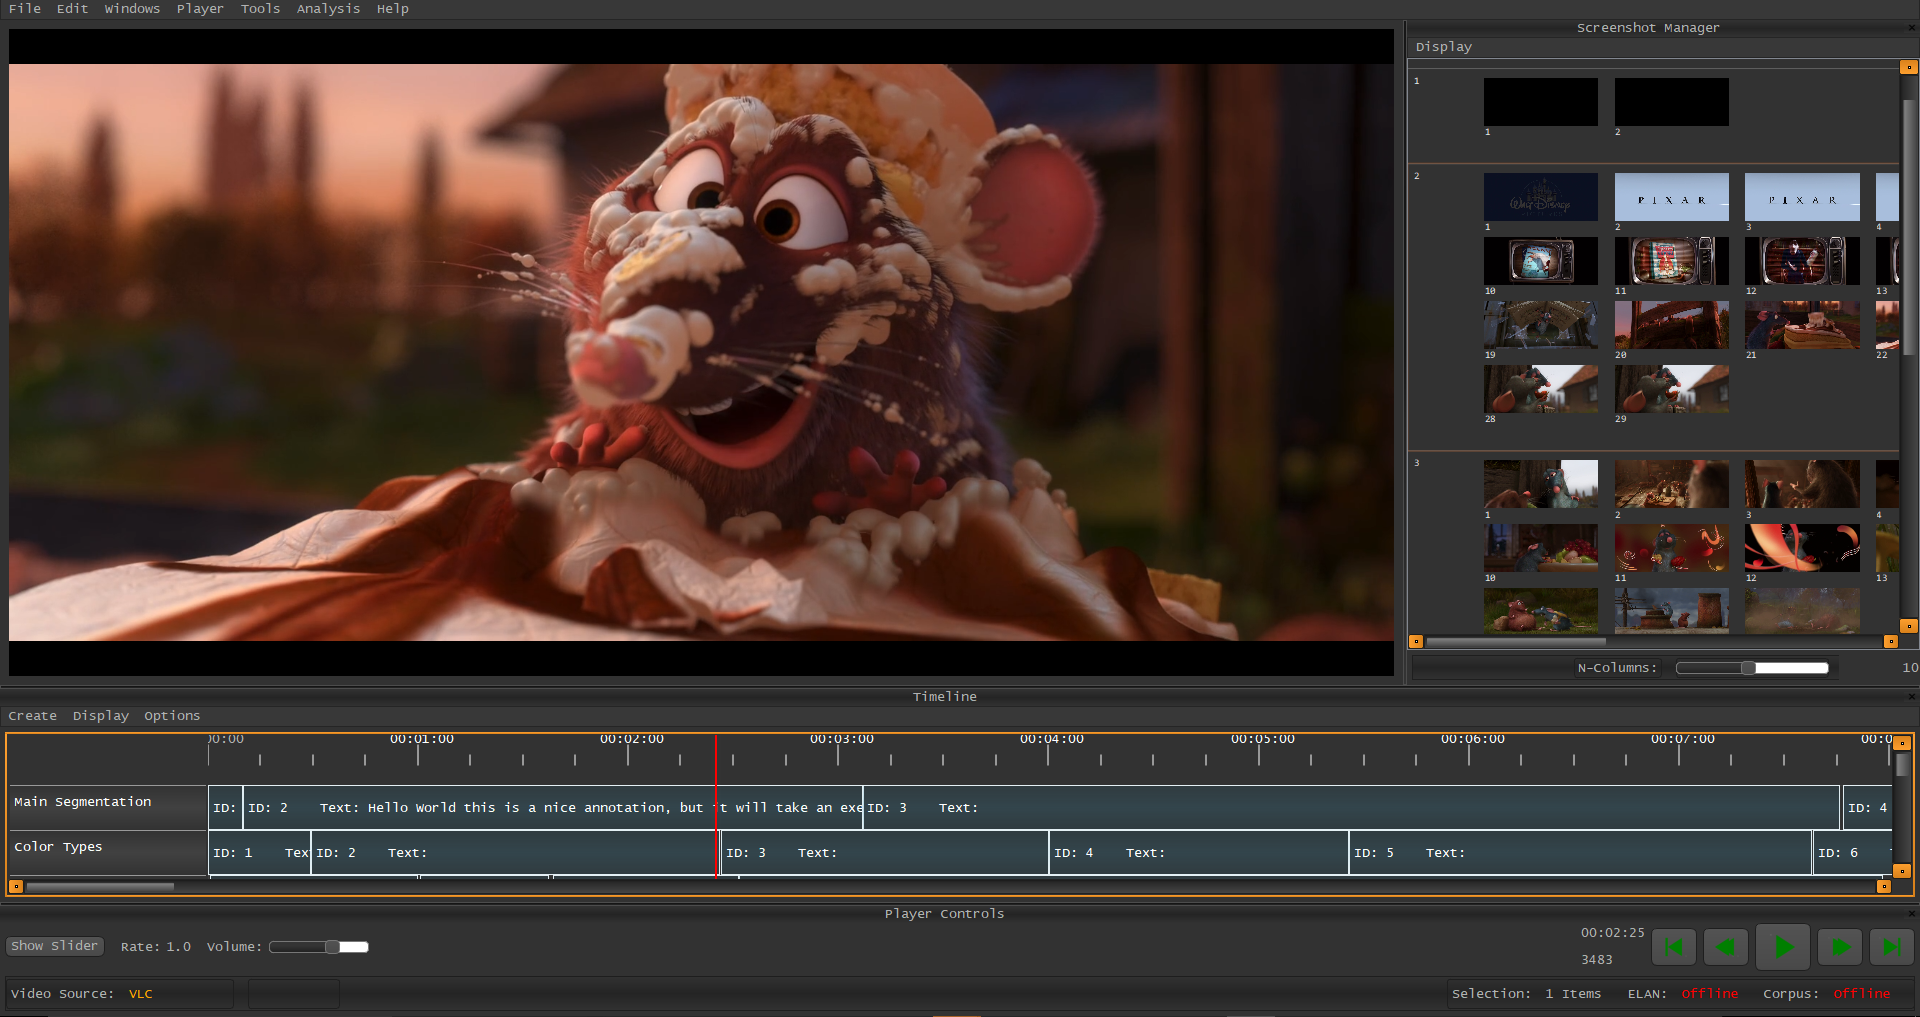 File Edit Windows Player Tools Analysis Help
Screenshot Manager
Display
1
1 2
2
WALT DISNEY
P I X A R
P I X A R
1 2 3 4
10 11 12 13
19 20 21 22
28 29
3
1 2 3 4
10 11 12 13
N-Columns: 10
Timeline
Create Display Options
00:00 00:01:00 00:02:00 00:03:00 00:04:00 00:05:00 00:06:00 00:07:00 00:0
Main Segmentation
ID: ID: 2 Text: Hello World this is a nice annotation, but it will take an exe ID: 3 Text: ID: 4
Color Types
ID: 1 Tex ID: 2 Text: ID: 3 Text: ID: 4 Text: ID: 5 Text: ID: 6
Player Controls
Show Slider Rate: 1.0 Volume:
00:02:25
3483
Video Source: VLC
Selection: 1 Items ELAN: Offline Corpus: Offline